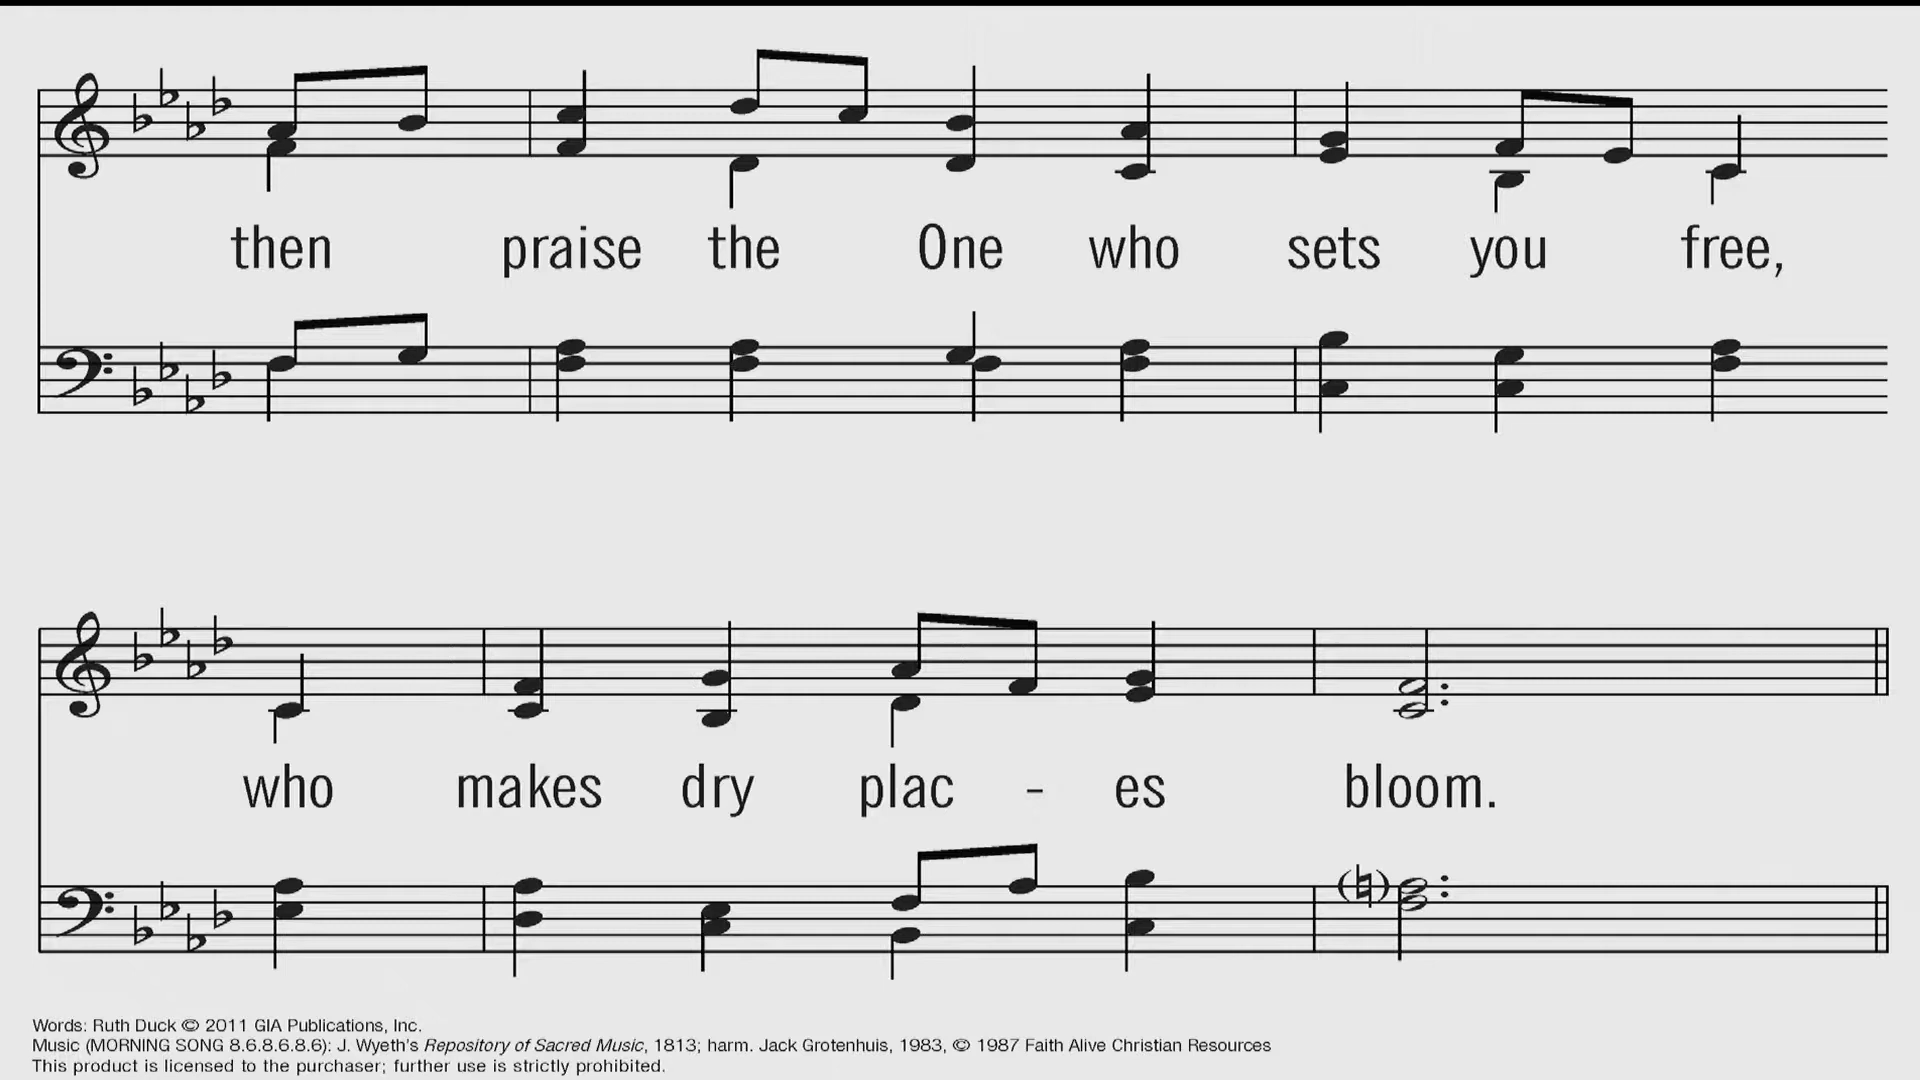 then praise the One who sets you free,
who makes dry plac - es bloom.
Words: Ruth Duck © 2011 GIA Publications, Inc.
Music (MORNING SONG 8.6.8.6.8.6): J. Wyeth's Repository of Sacred Music, 1813; harm. Jack Grotenhuis, 1983, © 1987 Faith Alive Christian Resources
This product is licensed to the purchaser; further use is strictly prohibited.